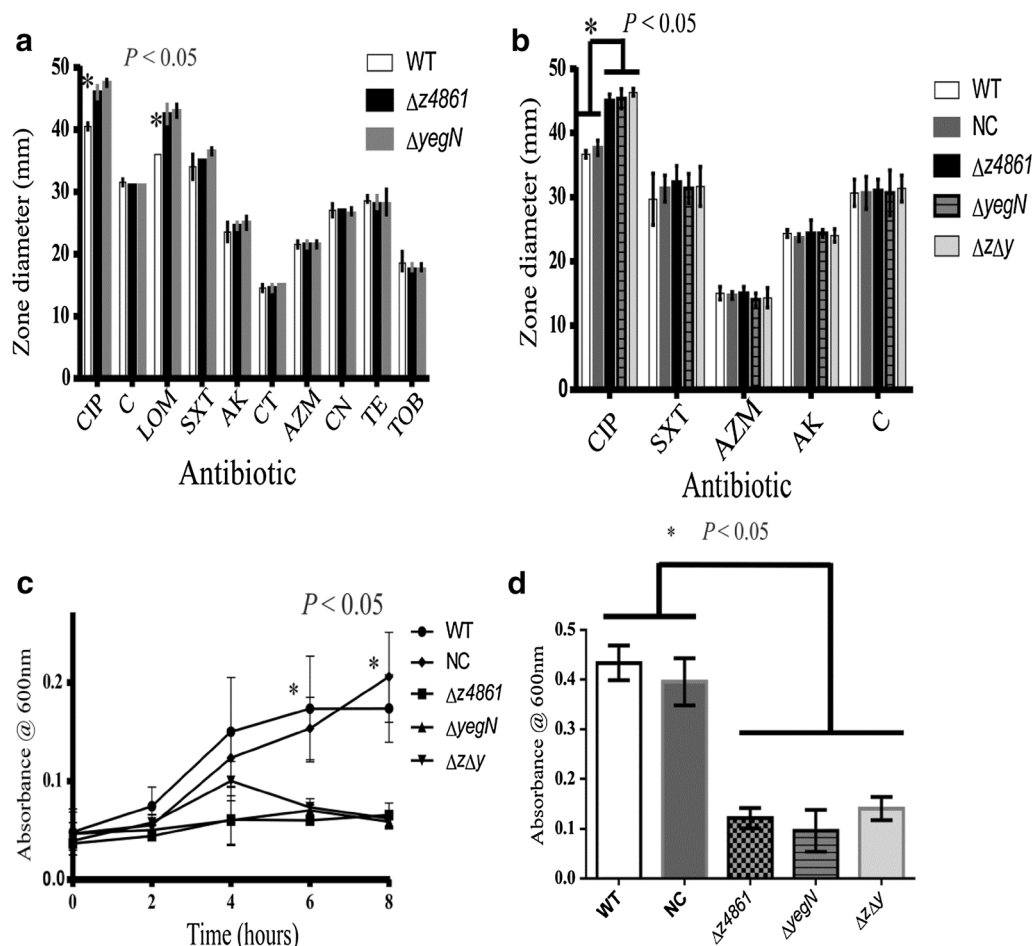 a
P < 0.05
*
*
WT
Δz4861
ΔyegN
Zone diameter (mm)
50
40
30
20
10
0
CIP
C
LOM
SXT
AK
CT
AZM
CN
TE
TOB
Antibiotic
b
* P < 0.05
WT
NC
Δz4861
ΔyegN
ΔzΔy
Zone diameter (mm)
50
40
30
20
10
0
CIP
SXT
AZM
AK
C
Antibiotic
c
P < 0.05
*
*
WT
NC
Δz4861
ΔyegN
ΔzΔy
Absorbance @ 600nm
0.2
0.1
0.0
0
2
4
6
8
Time (hours)
d
* P < 0.05
Absorbance @ 600nm
0.5
0.4
0.3
0.2
0.1
0.0
WT
NC
Δz4861
ΔyegN
ΔzΔy